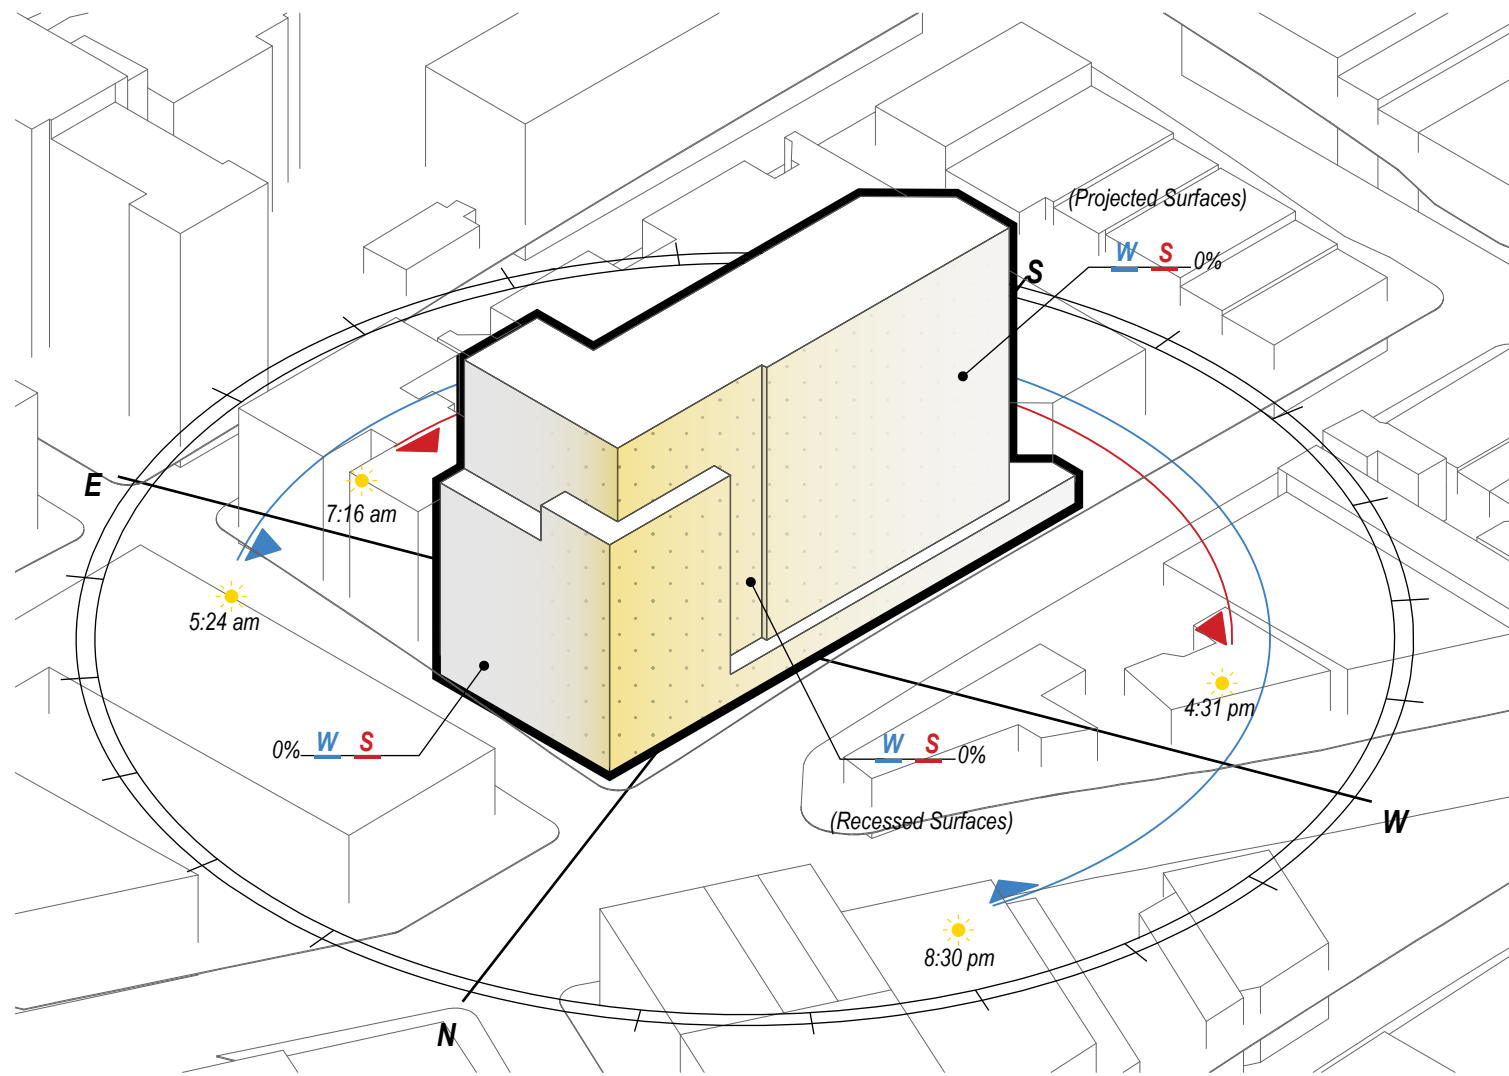 (Projected Surfaces)
W S 0%
S
E
7:16 am
5:24 am
4:31 pm
0% W S
W S 0%
(Recessed Surfaces)
W
8:30 pm
N